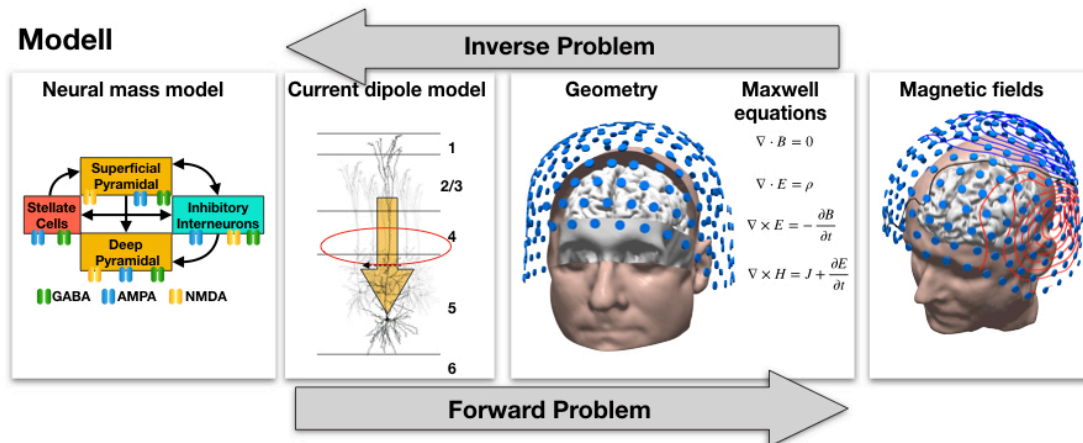 Modell
Inverse Problem
Neural mass model
Superficial
Pyramidal
Stellate
Cells
Inhibitory
Interneurons
Deep
Pyramidal
GABA AMPA NMDA
Current dipole model
1
2/3
4
5
6
Geometry
Maxwell
equations
∇ · B = 0
∇ · E = ρ
∇ × E = −∂B/∂t
∇ × H = J + ∂E/∂t
Magnetic fields
Forward Problem